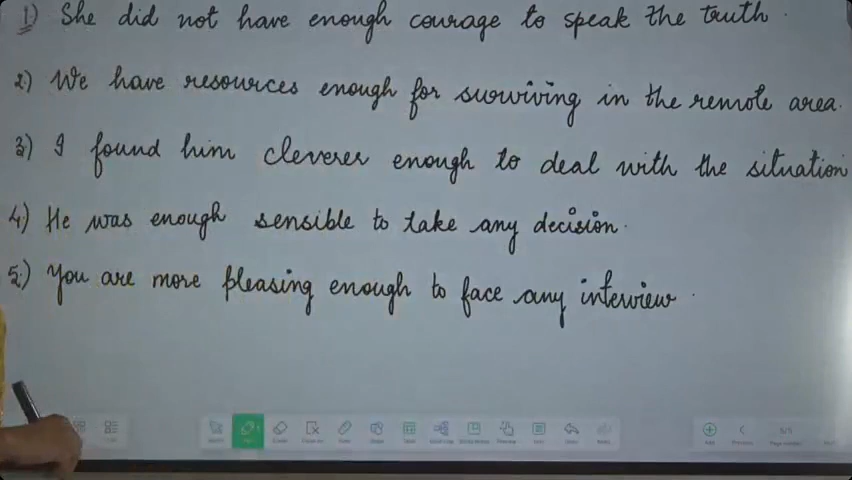 1) She did not have enough courage to speak the truth.
2) We have resources enough for surviving in the remote area.
3) I found him cleverer enough to deal with the situation
4) He was enough sensible to take any decision.
5) You are more pleasing enough to face any interview.
5/5